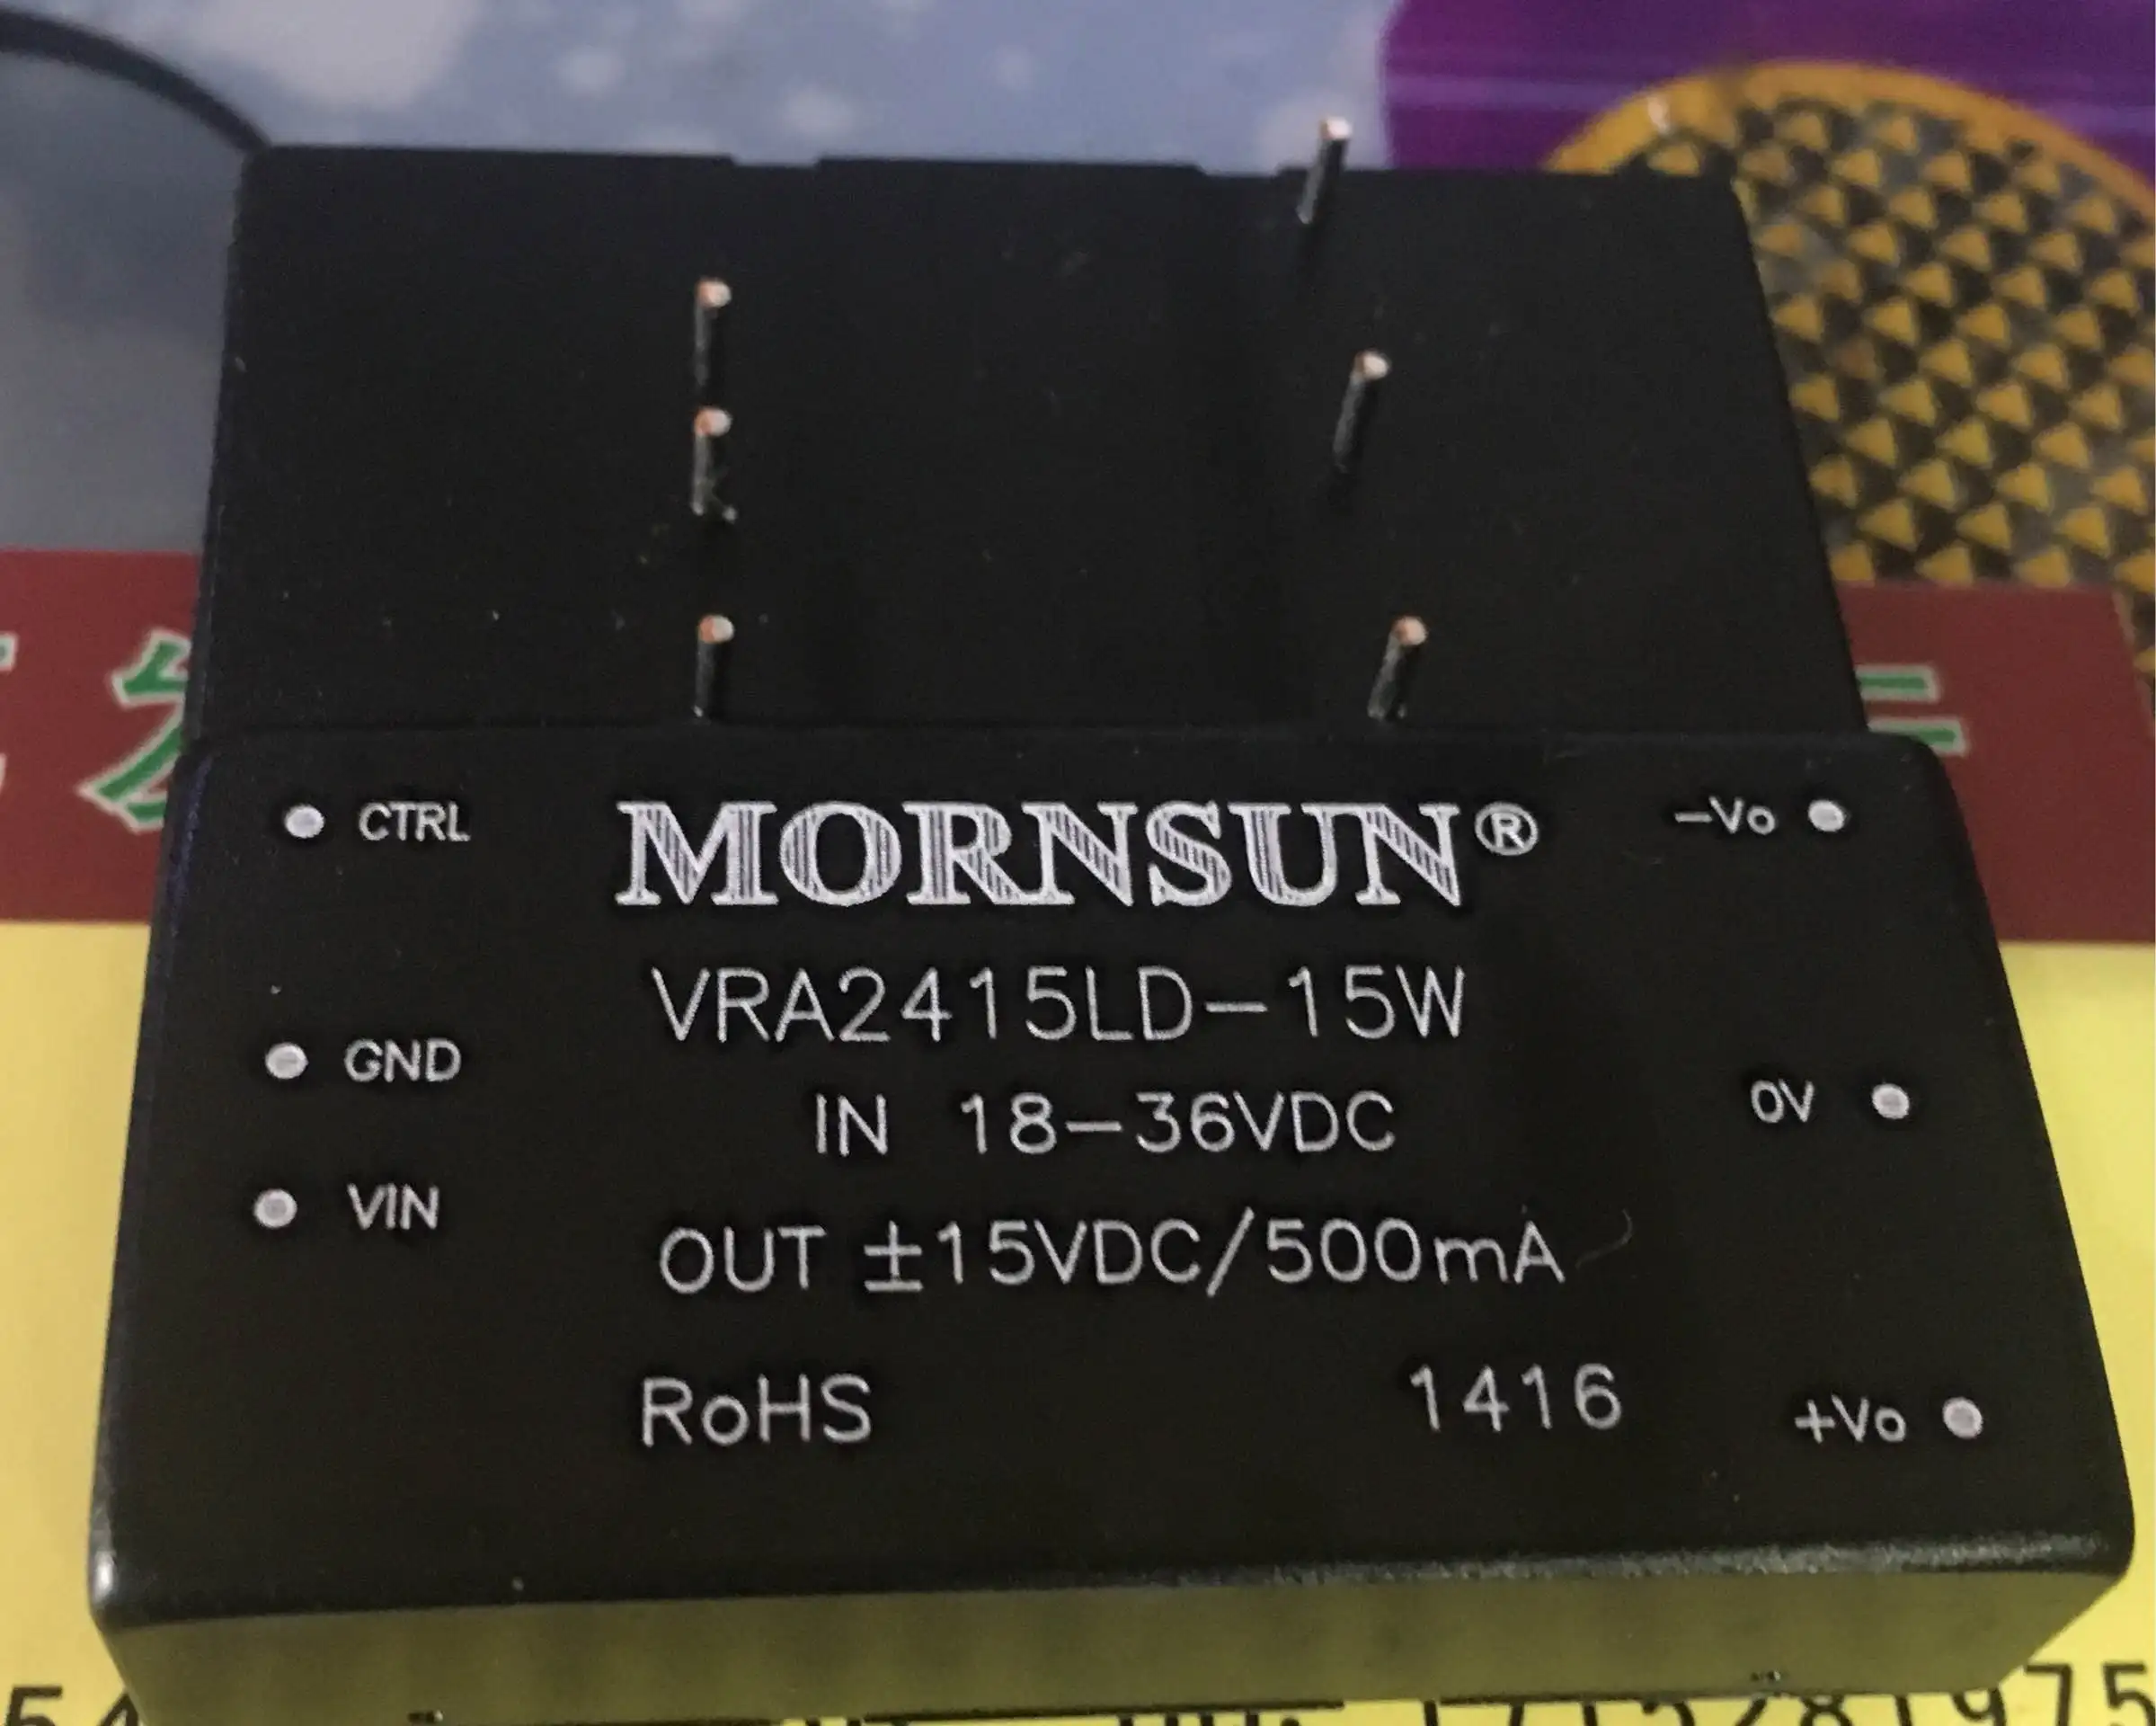 CTRL
MORNSUN®
−Vo
VRA2415LD−15W
GND
IN 18−36VDC
0V
VIN
OUT ±15VDC/500mA
RoHS
1416
+Vo